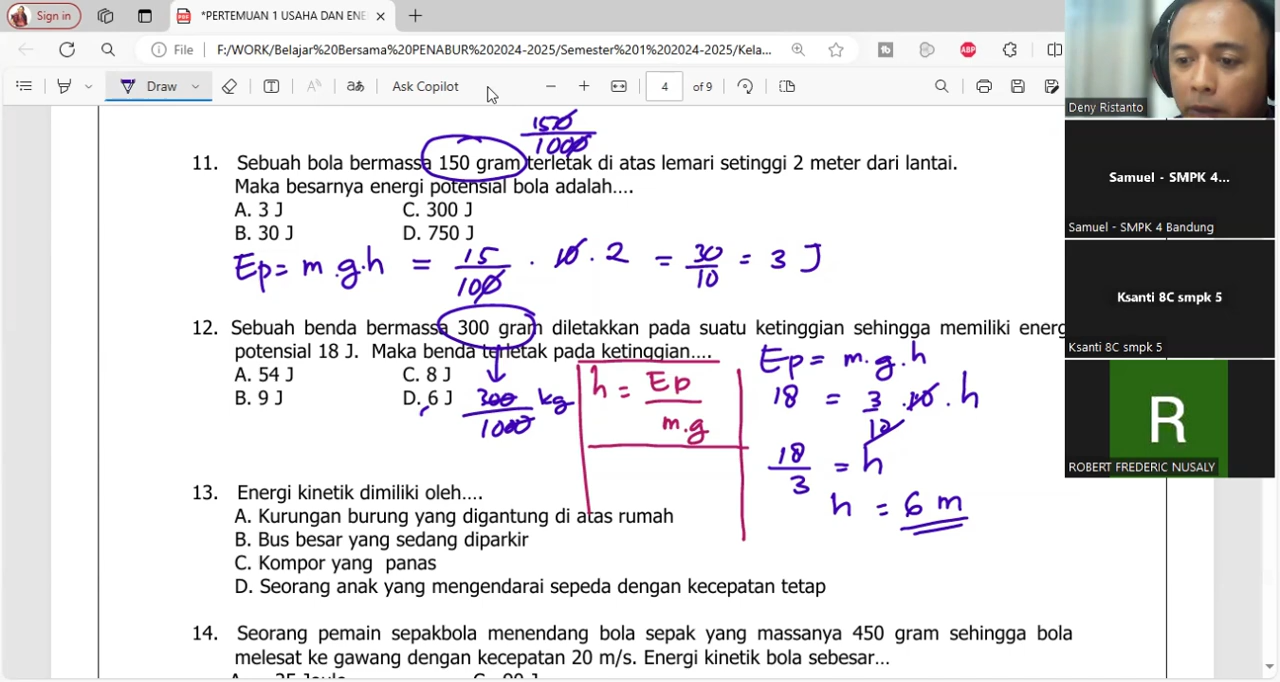 Sign in
*PERTEMUAN 1 USAHA DAN ENE
File
F:/WORK/Belajar%20Bersama%20PENABUR%202024-2025/Semester%201%202024-2025/Kela...
Draw
aあ
Ask Copilot
4
of 9
ABP
Deny Ristanto
Samuel - SMPK 4...
Samuel - SMPK 4 Bandung
Ksanti 8C smpk 5
Ksanti 8C smpk 5
R
ROBERT FREDERIC NUSALY
150
1000
11. Sebuah bola bermassa 150 gram terletak di atas lemari setinggi 2 meter dari lantai.
Maka besarnya energi potensial bola adalah....
A. 3 J C. 300 J
B. 30 J D. 750 J
Ep = m.g.h = 15/100 . 10 . 2 = 30/10 = 3 J
12. Sebuah benda bermassa 300 gram diletakkan pada suatu ketinggian sehingga memiliki energ
potensial 18 J. Maka benda terletak pada ketinggian....
A. 54 J C. 8 J
B. 9 J D. 6 J
300/1000 kg
h = Ep/m.g
Ep = m.g.h
18 = 3/10 . 10 . h
18/3 = h
h = 6 m
13. Energi kinetik dimiliki oleh....
A. Kurungan burung yang digantung di atas rumah
B. Bus besar yang sedang diparkir
C. Kompor yang panas
D. Seorang anak yang mengendarai sepeda dengan kecepatan tetap
14. Seorang pemain sepakbola menendang bola sepak yang massanya 450 gram sehingga bola
melesat ke gawang dengan kecepatan 20 m/s. Energi kinetik bola sebesar...